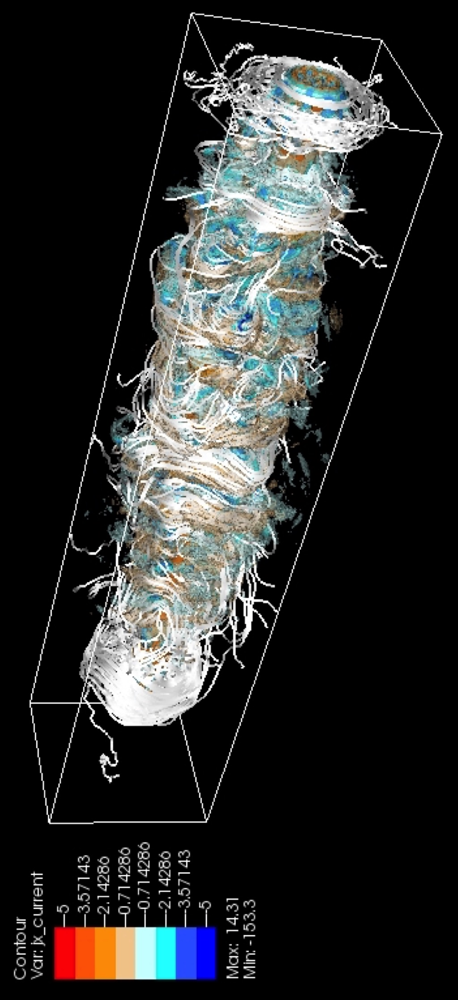 Contour
Var: jx_current
5
3.57143
2.14286
0.714286
-0.714286
-2.14286
-3.57143
-5
Max: 14.31
Min: -153.3